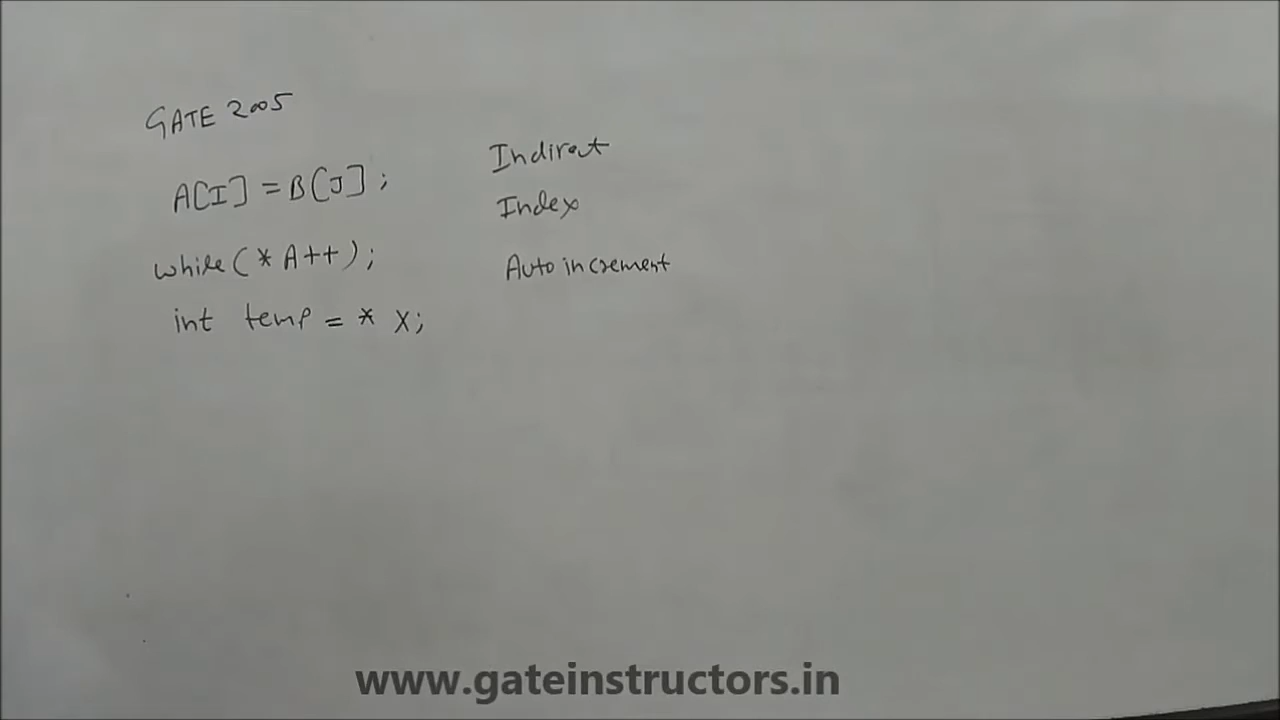 GATE 2005
A[I] = B[J];
while(*A++);
int temp = * X;
Indirect
Index
Auto increment
www.gateinstructors.in